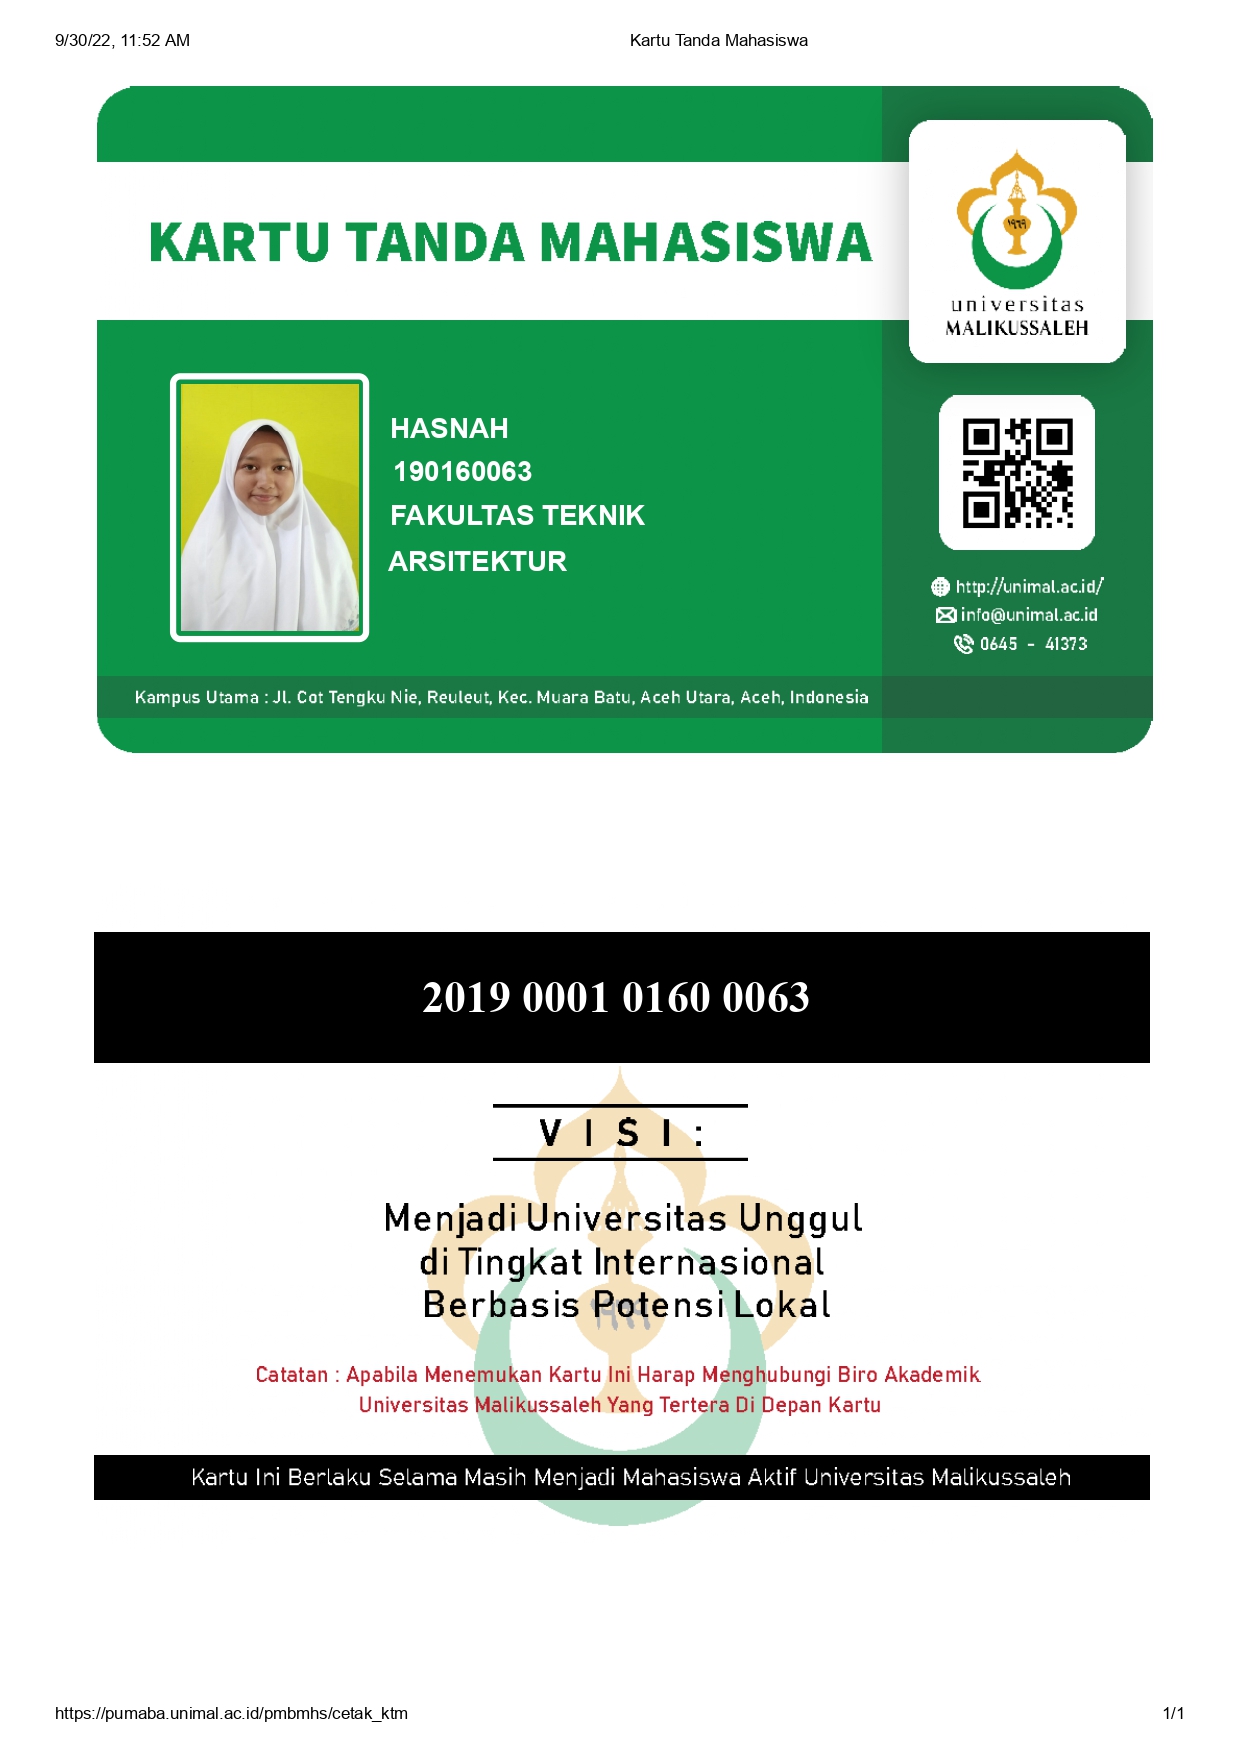 9/30/22, 11:52 AM
Kartu Tanda Mahasiswa
KARTU TANDA MAHASISWA
universitas
MALIKUSSALEH
HASNAH
190160063
FAKULTAS TEKNIK
ARSITEKTUR
http://unimal.ac.id/
info@unimal.ac.id
0645 - 41373
Kampus Utama : Jl. Cot Tengku Nie, Reuleut, Kec. Muara Batu, Aceh Utara, Aceh, Indonesia
2019 0001 0160 0063
VISI :
Menjadi Universitas Unggul
di Tingkat Internasional
Berbasis Potensi Lokal
Catatan : Apabila Menemukan Kartu Ini Harap Menghubungi Biro Akademik
Universitas Malikussaleh Yang Tertera Di Depan Kartu
Kartu Ini Berlaku Selama Masih Menjadi Mahasiswa Aktif Universitas Malikussaleh
https://pumaba.unimal.ac.id/pmbmhs/cetak_ktm
1/1